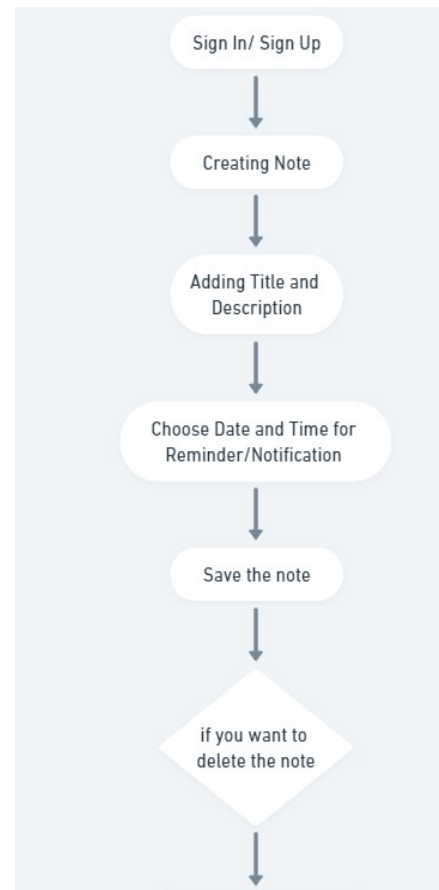 Sign In/ Sign Up
Creating Note
Adding Title and
Description
Choose Date and Time for
Reminder/Notification
Save the note
if you want to
delete the note